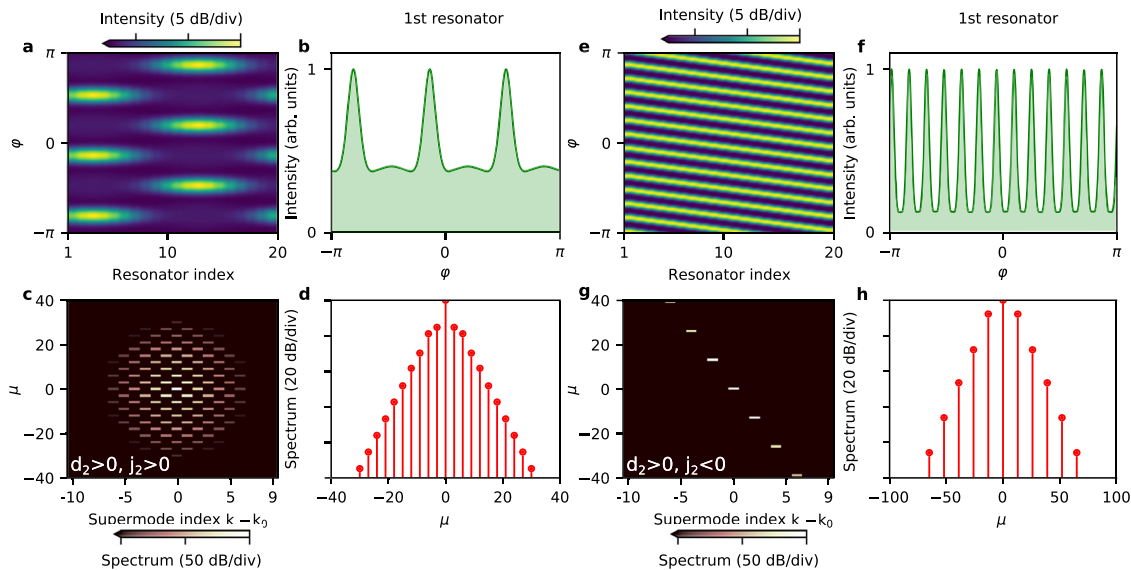 Intensity (5 dB/div)
1st resonator
Intensity (5 dB/div)
1st resonator
a
b
e
f
π
φ
0
−π
1
10
20
Resonator index
Intensity (arb. units)
1
0
−π
0
π
φ
π
φ
0
−π
1
10
20
Resonator index
Intensity (arb. units)
1
0
−π
0
π
φ
c
d
g
h
40
20
μ
0
−20
−40
d₂>0, j₂>0
-10
-5
0
5
9
Supermode index k −k₀
Spectrum (50 dB/div)
Spectrum (20 dB/div)
−40
−20
0
20
40
μ
40
20
μ
0
−20
−40
d₂>0, j₂<0
-10
-5
0
5
9
Supermode index k −k₀
Spectrum (50 dB/div)
Spectrum (20 dB/div)
−100
−50
0
50
100
μ